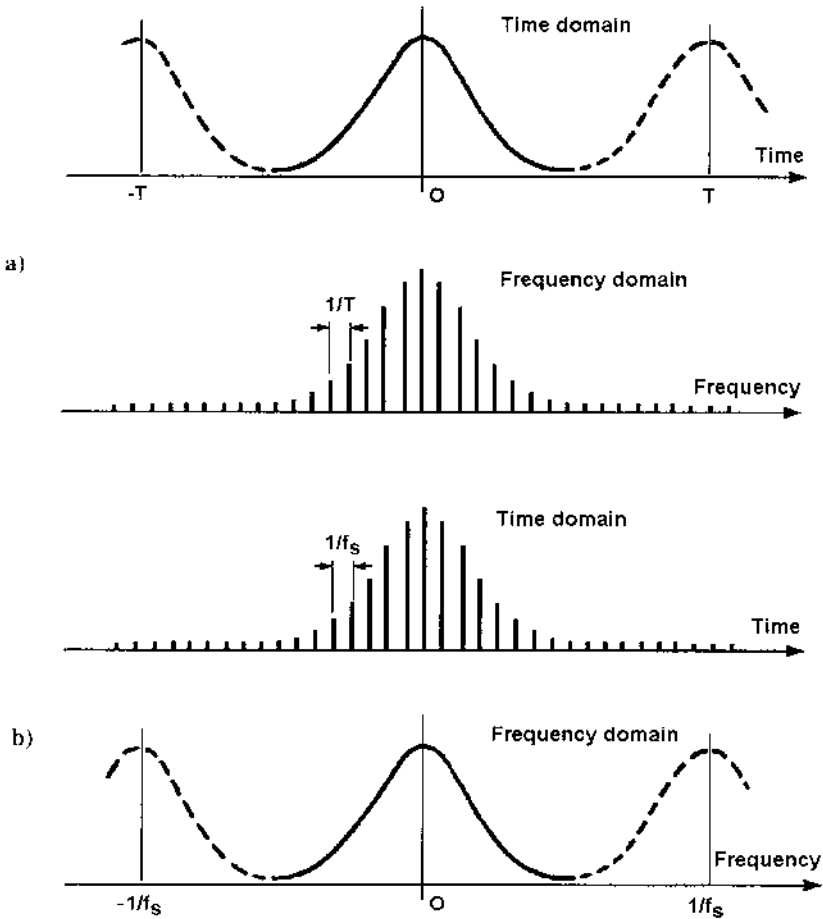 Time domain
Time
-T O T
a)
Frequency domain
1/T
Frequency
Time domain
1/fs
Time
b)
Frequency domain
Frequency
-1/fs O 1/fs